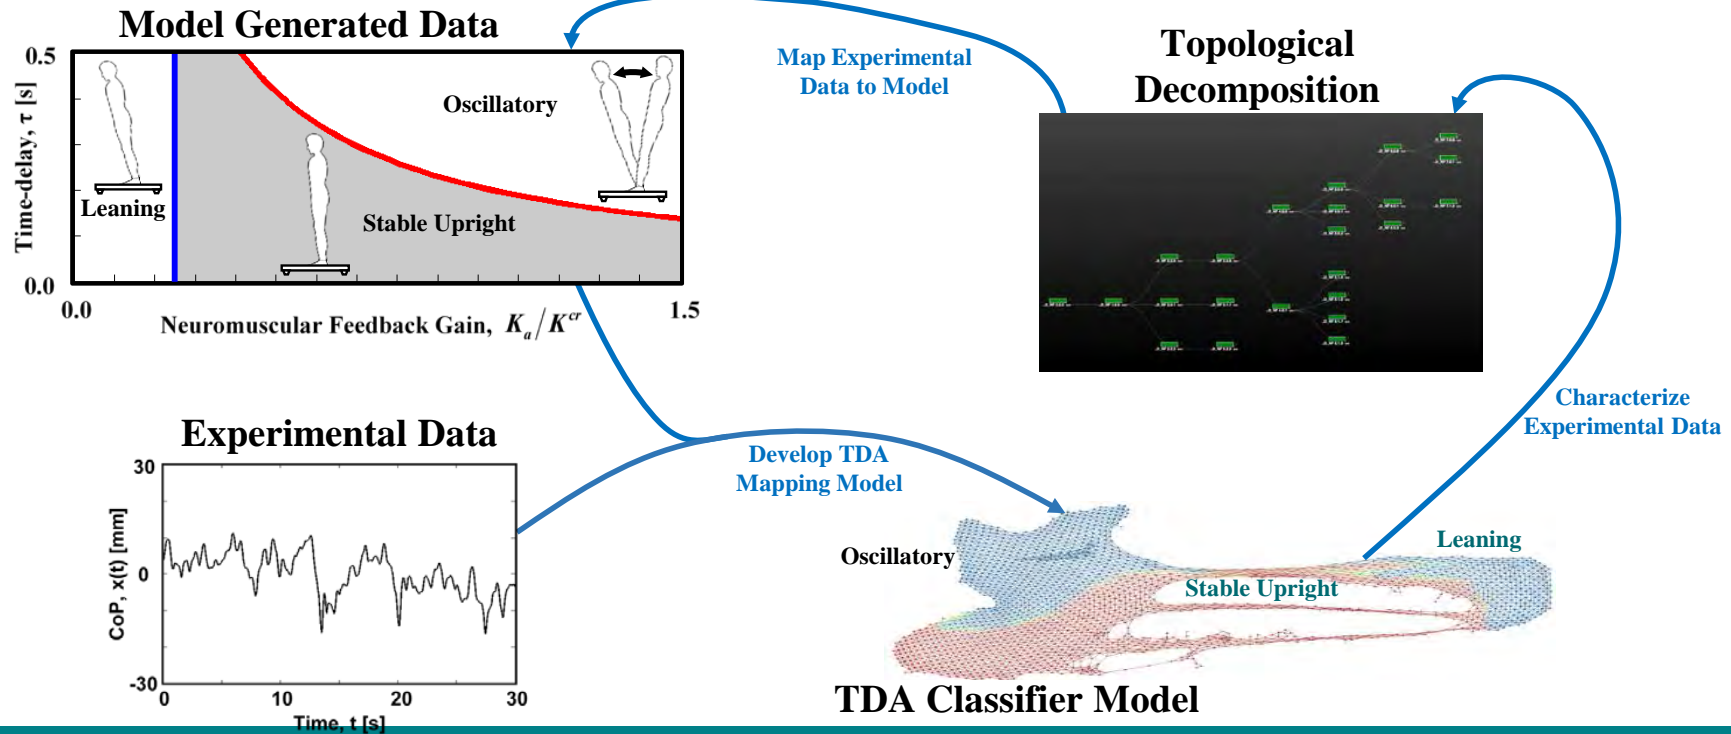 Model Generated Data
0.5
Time-delay, τ [s]
0.0
Leaning
Oscillatory
Stable Upright
0.0
1.5
Neuromuscular Feedback Gain, Ka/Kcr
Map Experimental
Data to Model
Topological
Decomposition
Experimental Data
30
0
-30
CoP, x(t) [mm]
0
10
20
30
Time, t [s]
Develop TDA
Mapping Model
Characterize
Experimental Data
Oscillatory
Leaning
Stable Upright
TDA Classifier Model